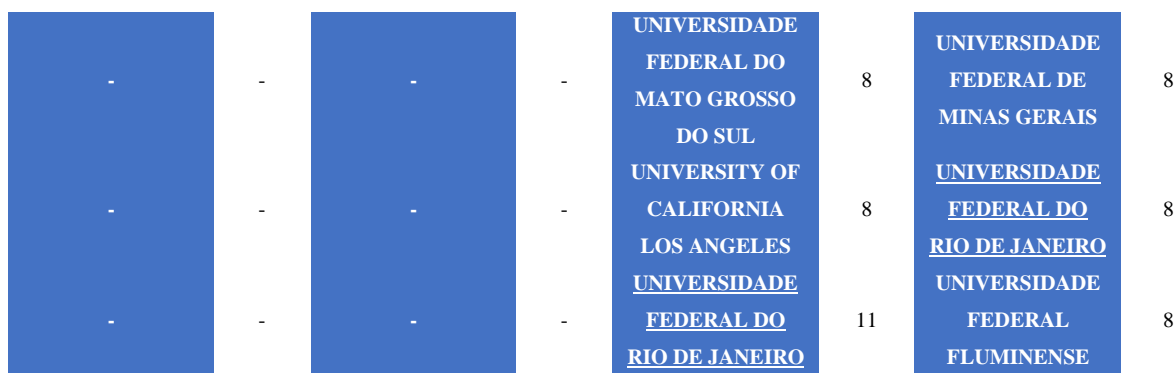 -
-
-
-
UNIVERSIDADE
FEDERAL DO
MATO GROSSO
DO SUL
8
UNIVERSIDADE
FEDERAL DE
MINAS GERAIS
8
-
-
-
-
UNIVERSITY OF
CALIFORNIA
LOS ANGELES
8
UNIVERSIDADE
FEDERAL DO
RIO DE JANEIRO
8
-
-
-
-
UNIVERSIDADE
FEDERAL DO
RIO DE JANEIRO
11
UNIVERSIDADE
FEDERAL
FLUMINENSE
8